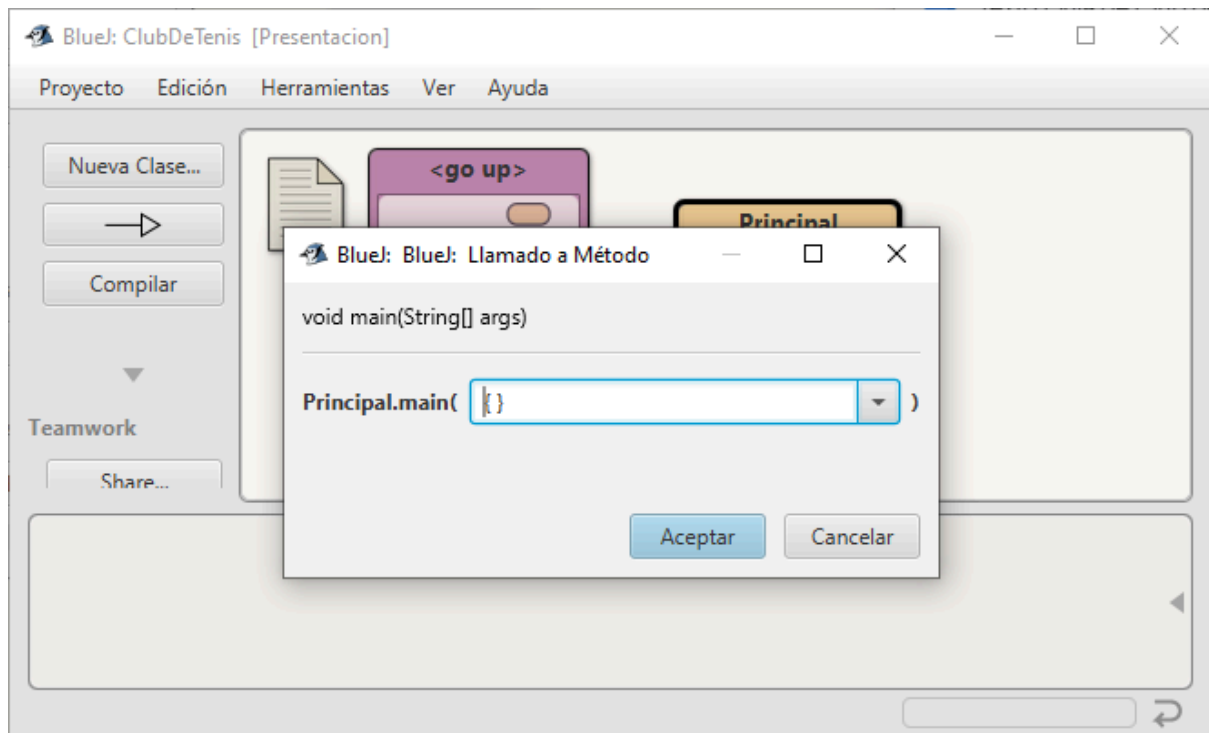 BlueJ: ClubDeTenis [Presentacion]
Proyecto Edición Herramientas Ver Ayuda
Nueva Clase...
<go up>
Principal
BlueJ: BlueJ: Llamado a Método
Compilar
void main(String[] args)
Principal.main( { } )
Teamwork
Share...
Aceptar Cancelar